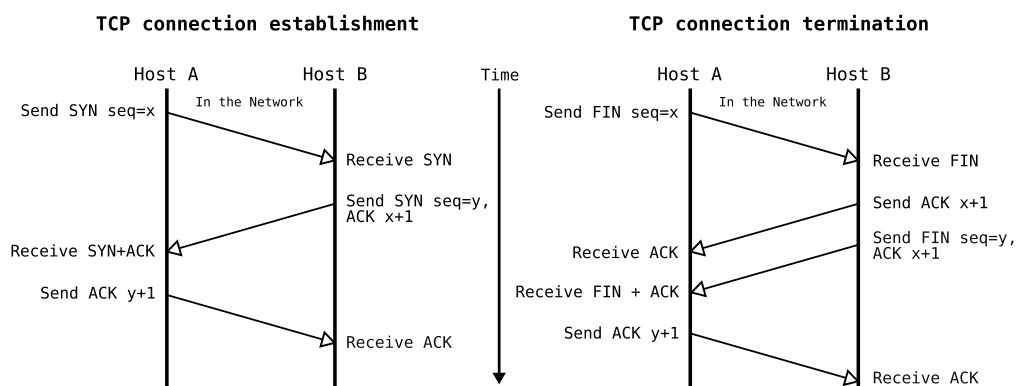 TCP connection establishment
Host A
Host B
In the Network
Send SYN seq=x
Receive SYN
Send SYN seq=y,
ACK x+1
Receive SYN+ACK
Send ACK y+1
Receive ACK
Time
TCP connection termination
Host A
Host B
In the Network
Send FIN seq=x
Receive FIN
Send ACK x+1
Send FIN seq=y,
ACK x+1
Receive ACK
Receive FIN + ACK
Send ACK y+1
Receive ACK